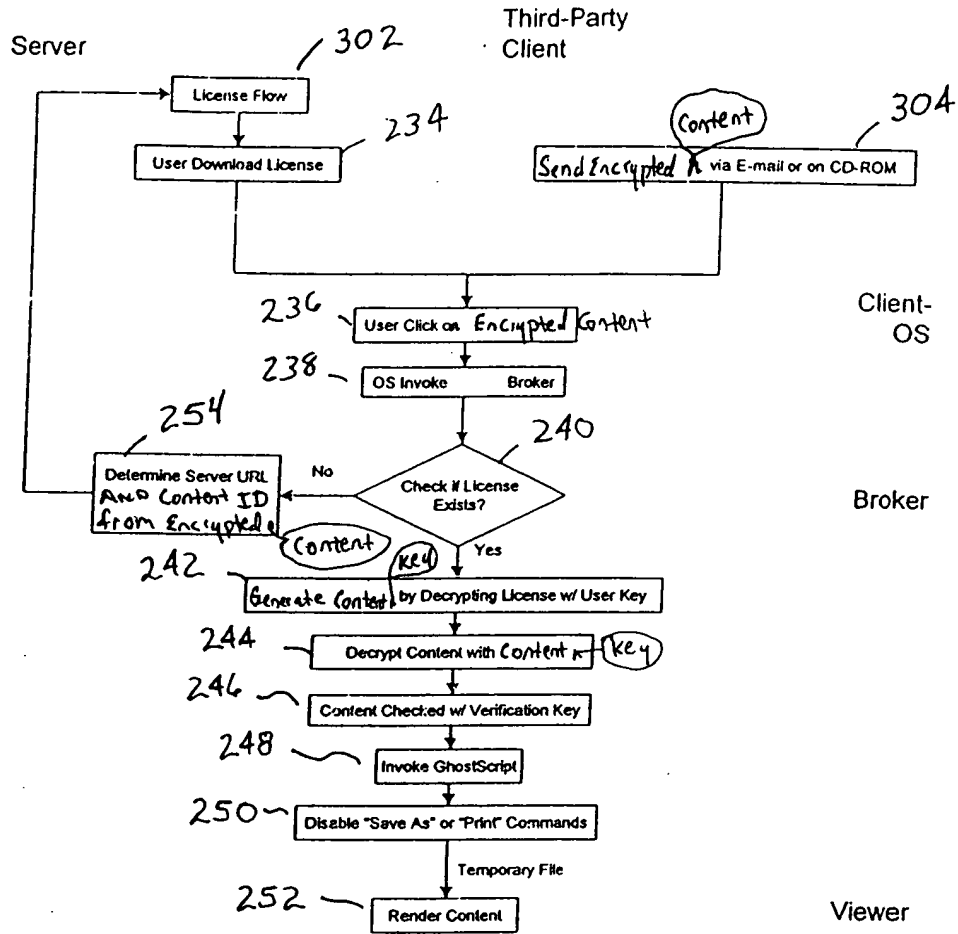 Server
302
Third-Party
Client
License Flow
234
User Download License
Content
304
Send Encrypted ^ via E-mail or on CD-ROM
236
User Click on Encrypted Content
Client-
OS
238
OS Invoke Broker
254
240
Determine Server URL
AND Content ID
from Encrypted
Content
No
Check if License
Exists?
Broker
Yes
242
key
Generate Content ^ by Decrypting License w/ User Key
244
Decrypt Content with Content ^ key
246
Content Checked w/ Verification Key
248
Invoke GhostScript
250
Disable "Save As" or "Print" Commands
Temporary File
252
Render Content
Viewer